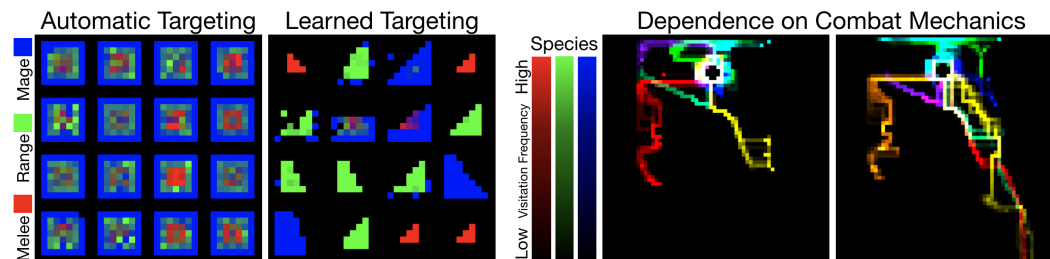 Automatic Targeting
Learned Targeting
Dependence on Combat Mechanics
Mage
Range
Melee
Species
High
Visitation Frequency
Low